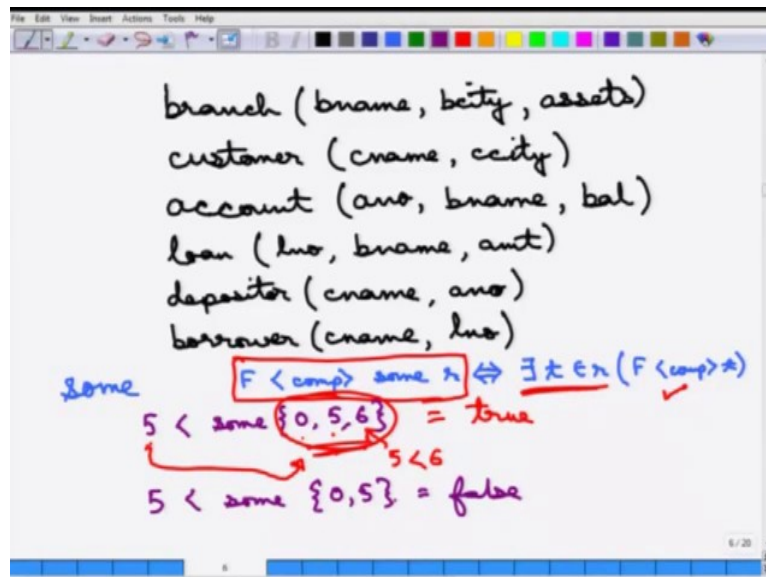 File Edit View Insert Actions Tools Help
branch (bname, bcity, assets)
customer (cname, ccity)
account (ano, bname, bal)
loan (lno, bname, amt)
depositor (cname, ano)
borrower (cname, lno)
some F <comp> some r ⇔ ∃ t ∈ r (F <comp> t)
5 < some {0, 5, 6} = true
5<6
5 < some {0,5} = false
6 / 20
6